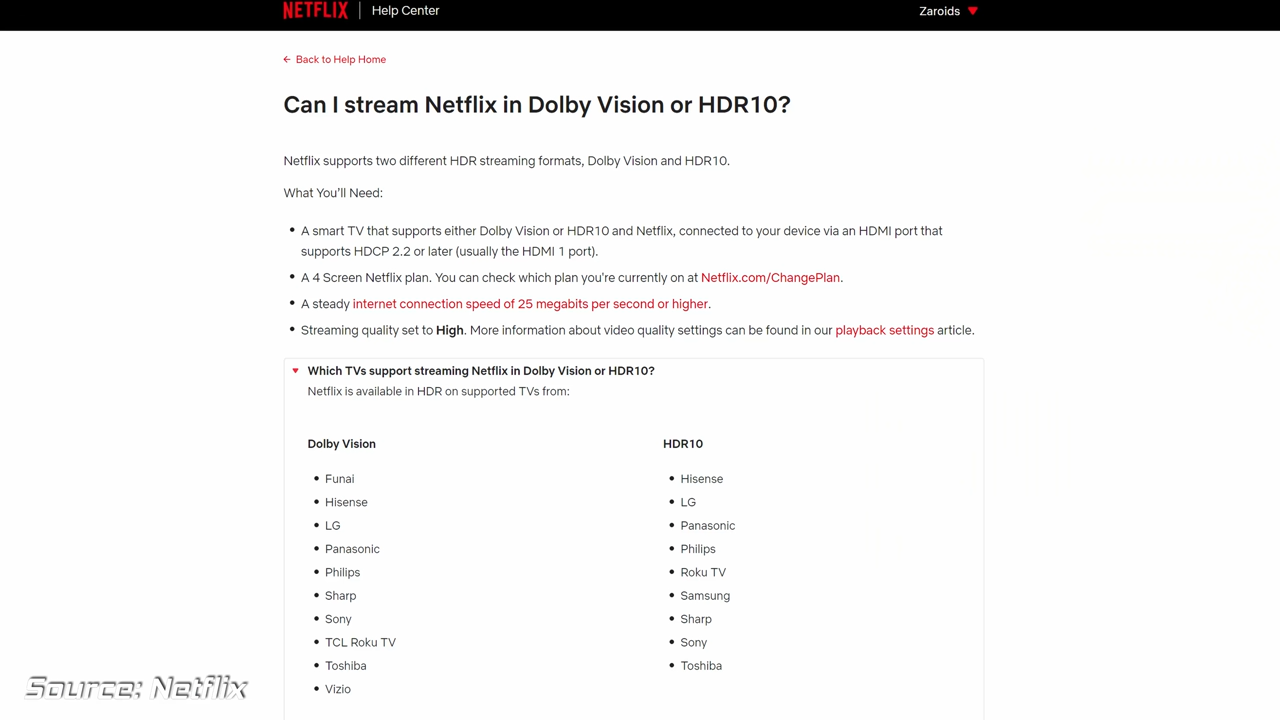 NETFLIX | Help Center
Zaroids
← Back to Help Home
Can I stream Netflix in Dolby Vision or HDR10?
Netflix supports two different HDR streaming formats, Dolby Vision and HDR10.
What You'll Need:
• A smart TV that supports either Dolby Vision or HDR10 and Netflix, connected to your device via an HDMI port that
supports HDCP 2.2 or later (usually the HDMI 1 port).
• A 4 Screen Netflix plan. You can check which plan you're currently on at Netflix.com/ChangePlan.
• A steady internet connection speed of 25 megabits per second or higher.
• Streaming quality set to High. More information about video quality settings can be found in our playback settings article.
Which TVs support streaming Netflix in Dolby Vision or HDR10?
Netflix is available in HDR on supported TVs from:
Dolby Vision
• Funai
• Hisense
• LG
• Panasonic
• Philips
• Sharp
• Sony
• TCL Roku TV
• Toshiba
• Vizio
HDR10
• Hisense
• LG
• Panasonic
• Philips
• Roku TV
• Samsung
• Sharp
• Sony
• Toshiba
Source: Netflix